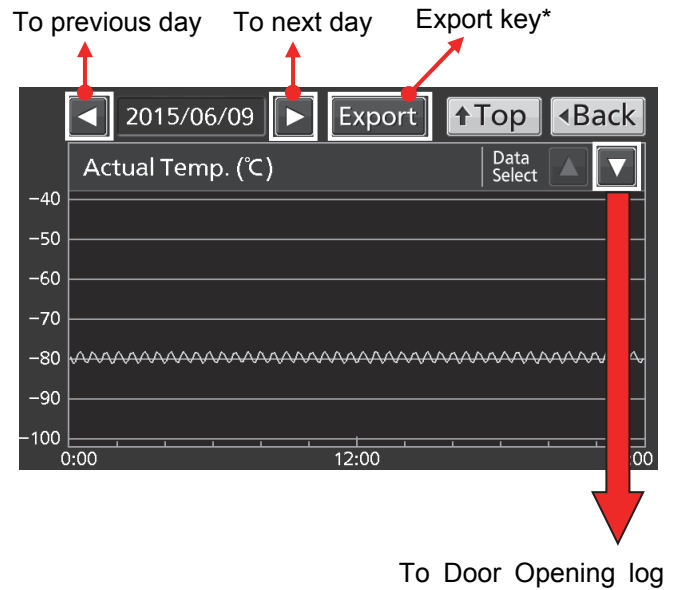 To previous day To next day Export key*
◀ 2015/06/09 ▶ Export ↑Top ◂Back
Actual Temp. (℃) Data Select ▲ ▼
−40
−50
−60
−70
−80
−90
−100
0:00 12:00 :00
To Door Opening log